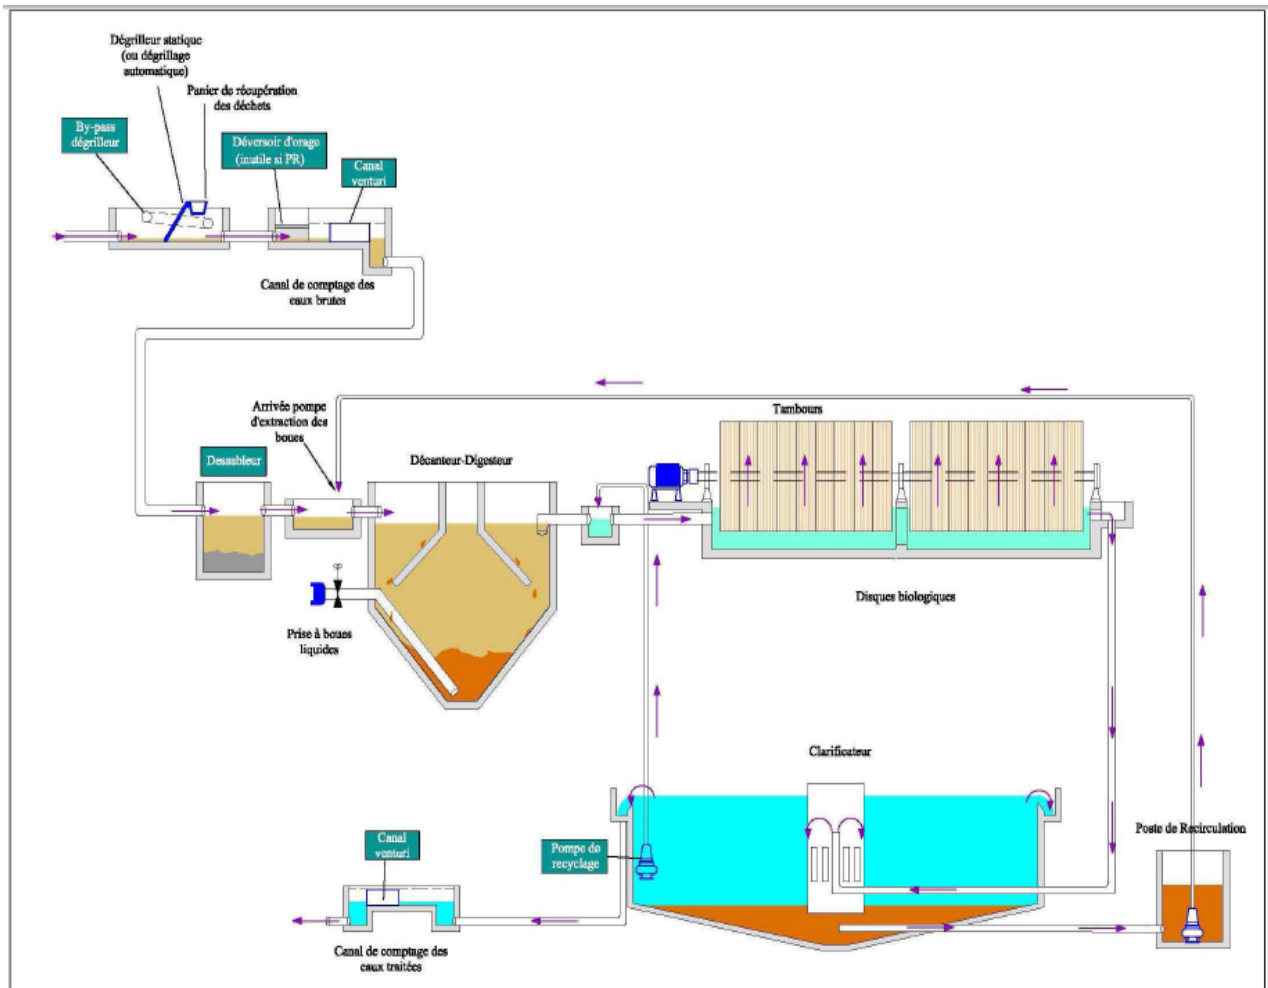 Dégrilleur statique
(ou dégrillage
automatique)
Panier de récupération
des déchets
By-pass
dégrilleur
Déversoir d'orage
(inutile si PR)
Canal
venturi
Canal de comptage des
eaux brutes
Arrivée pompe
d'extraction des
boues
Tambours
Dessableur
Décanteur-Digesteur
Disques biologiques
Prise à boues
liquides
Clarificateur
Poste de Recirculation
Canal
venturi
Pompe de
recyclage
Canal de comptage des
eaux traitées